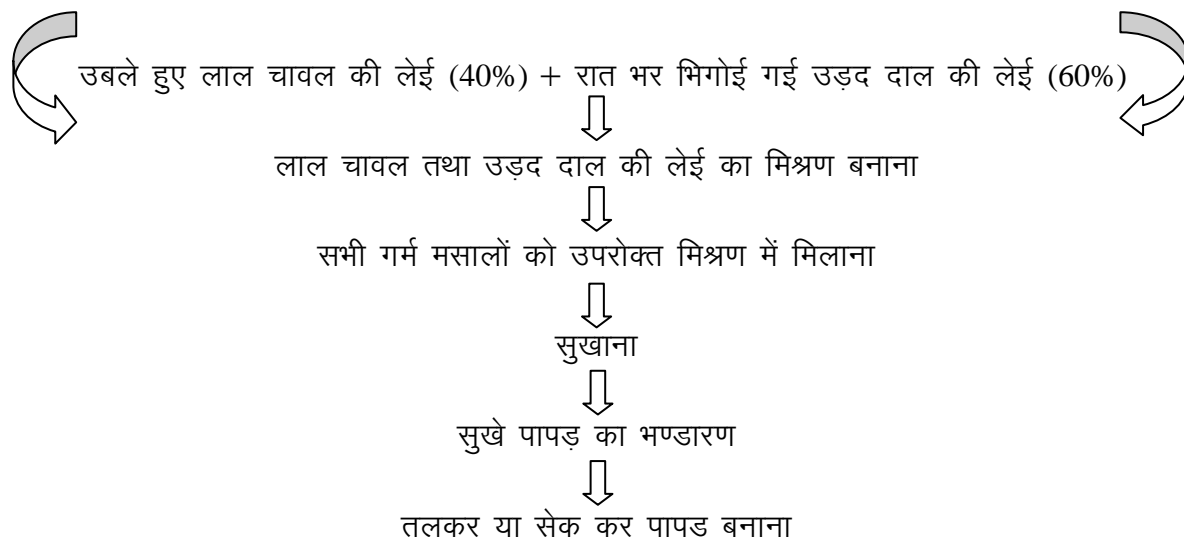 उबले हुए लाल चावल की लेई (40%) + रात भर भिगोई गई उड़द दाल की लेई (60%)
लाल चावल तथा उड़द दाल की लेई का मिश्रण बनाना
सभी गर्म मसालों को उपरोक्त मिश्रण में मिलाना
सुखाना
सुखे पापड़ का भण्डारण
तलकर या सेक कर पापड बनाना